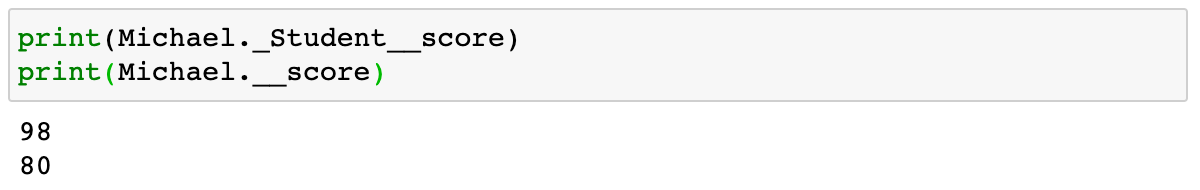 print(Michael._Student__score)
print(Michael.__score)
98
80